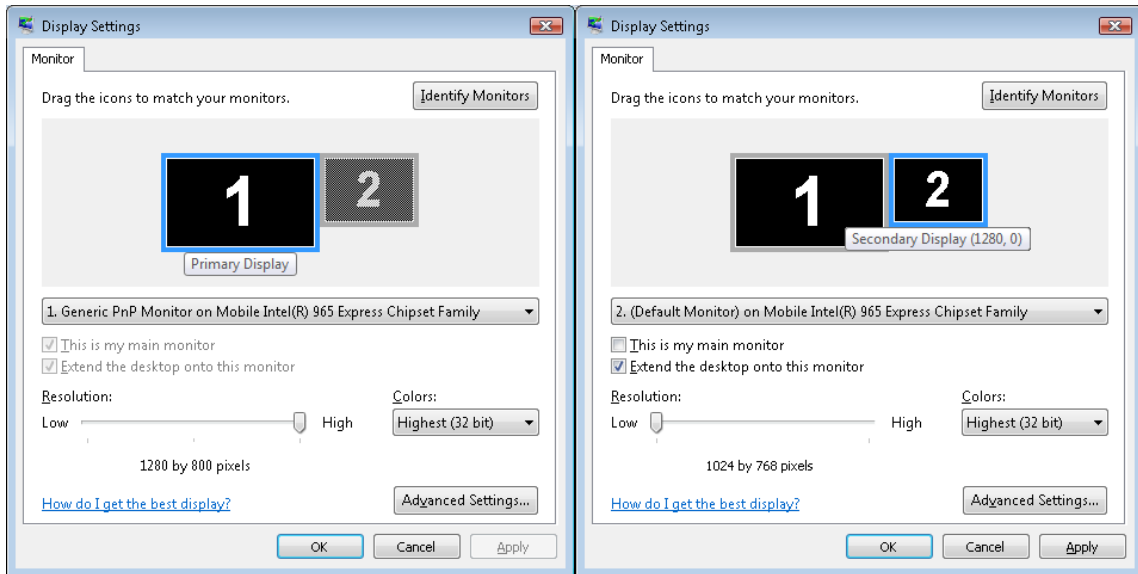 Display Settings
Monitor
Drag the icons to match your monitors.
Identify Monitors
1
2
Primary Display
1. Generic PnP Monitor on Mobile Intel(R) 965 Express Chipset Family
This is my main monitor
Extend the desktop onto this monitor
Resolution:
Colors:
Low
High
Highest (32 bit)
1280 by 800 pixels
How do I get the best display?
Advanced Settings...
OK
Cancel
Apply
Display Settings
Monitor
Drag the icons to match your monitors.
Identify Monitors
1
2
Secondary Display (1280, 0)
2. (Default Monitor) on Mobile Intel(R) 965 Express Chipset Family
This is my main monitor
Extend the desktop onto this monitor
Resolution:
Colors:
Low
High
Highest (32 bit)
1024 by 768 pixels
How do I get the best display?
Advanced Settings...
OK
Cancel
Apply